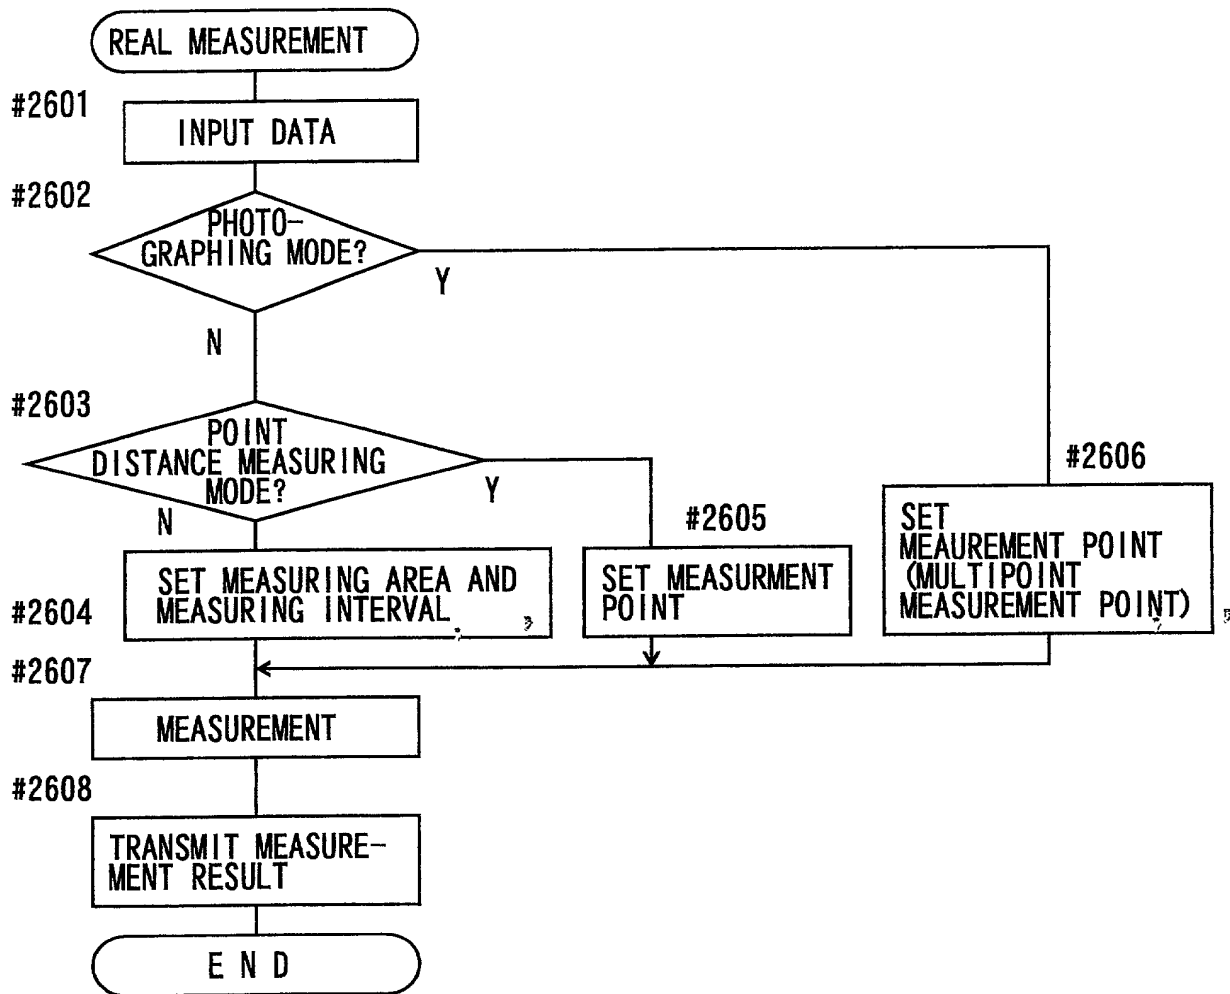 REAL MEASUREMENT
#2601
INPUT DATA
#2602
PHOTO-
GRAPHING MODE?
Y
N
#2603
POINT
DISTANCE MEASURING
MODE?
Y
N
#2606
#2605
SET
MEAUREMENT POINT
(MULTIPOINT
MEASUREMENT POINT)
SET MEASURMENT
POINT
SET MEASURING AREA AND
MEASURING INTERVAL
#2604
#2607
MEASUREMENT
#2608
TRANSMIT MEASURE-
MENT RESULT
END